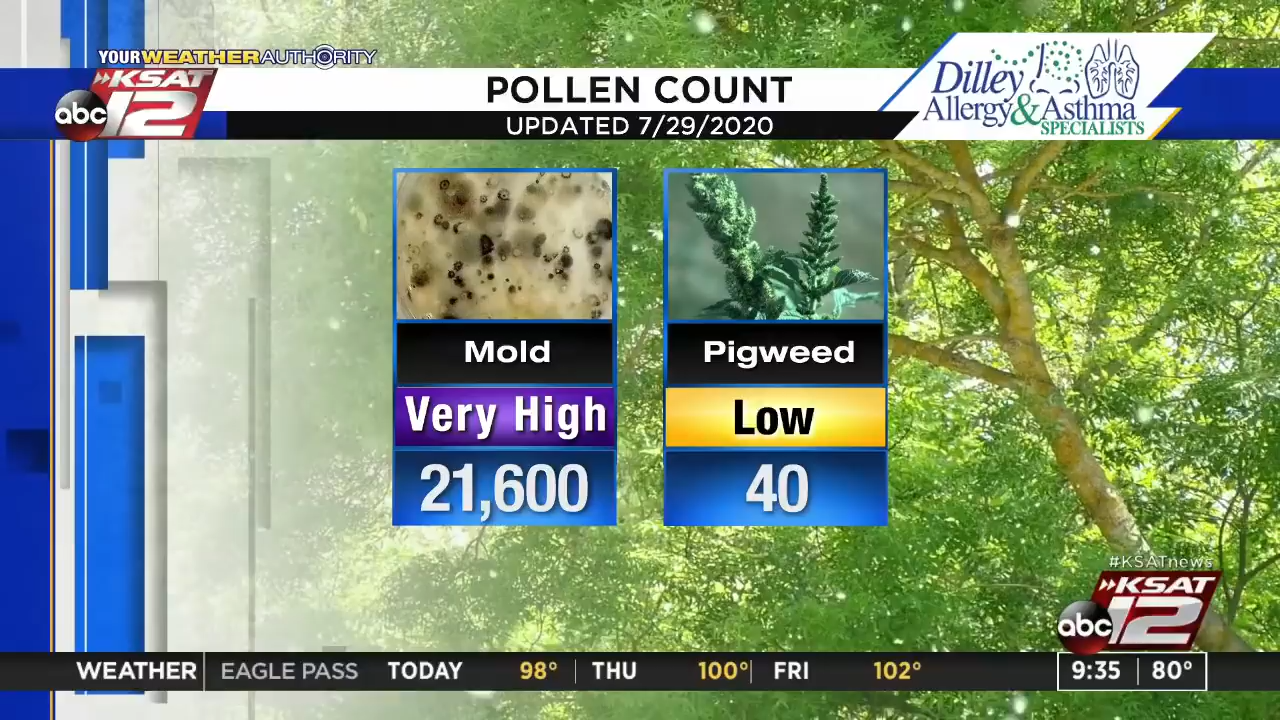 YOUR WEATHER AUTHORITY
KSAT
abc 12
POLLEN COUNT
UPDATED 7/29/2020
Dilley
Allergy & Asthma
SPECIALISTS
Mold
Very High
21,600
Pigweed
Low
40
#KSATnews
KSAT
abc 12
WEATHER EAGLE PASS TODAY 98° THU 100° FRI 102° 9:35 80°